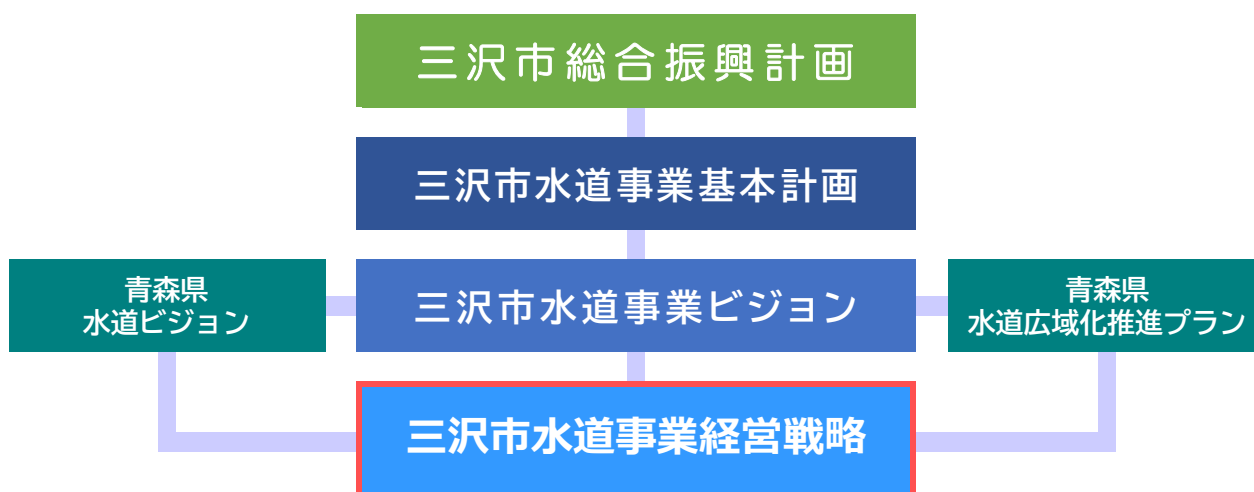 三沢市総合振興計画
三沢市水道事業基本計画
青森県
水道ビジョン
三沢市水道事業ビジョン
青森県
水道広域化推進プラン
三沢市水道事業経営戦略